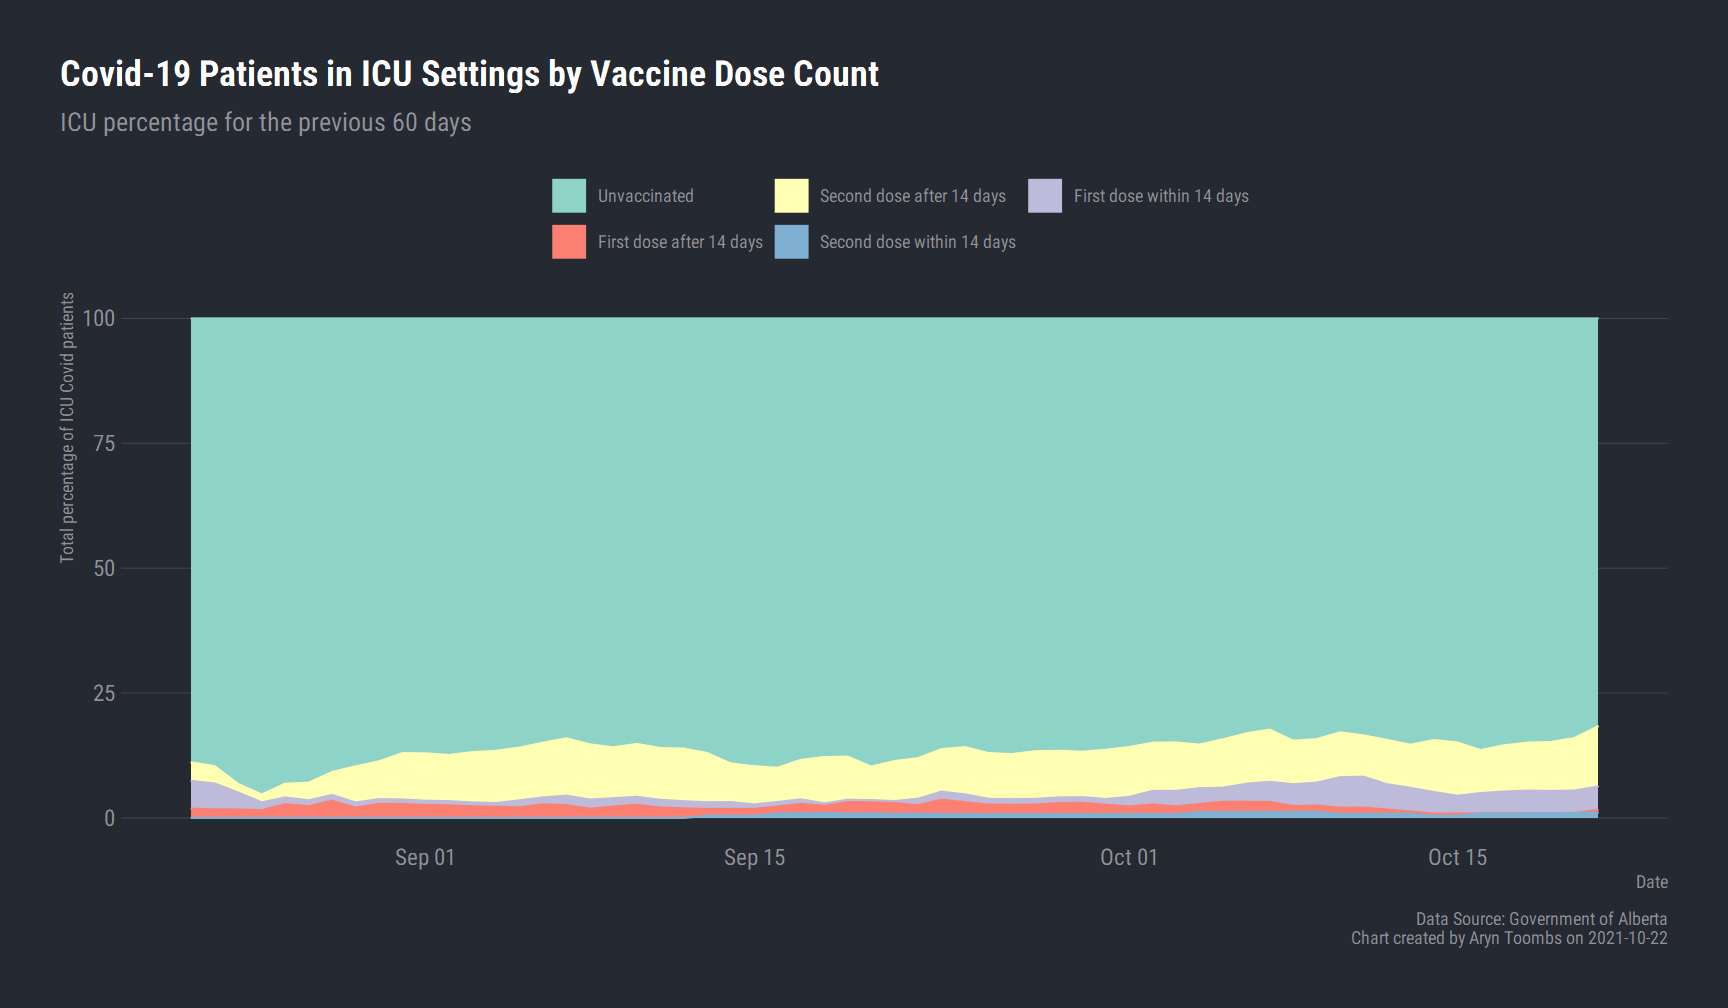 Covid-19 Patients in ICU Settings by Vaccine Dose Count
ICU percentage for the previous 60 days
Unvaccinated
Second dose after 14 days
First dose within 14 days
First dose after 14 days
Second dose within 14 days
Total percentage of ICU Covid patients
100
75
50
25
0
Sep 01
Sep 15
Oct 01
Oct 15
Date
Data Source: Government of Alberta
Chart created by Aryn Toombs on 2021-10-22